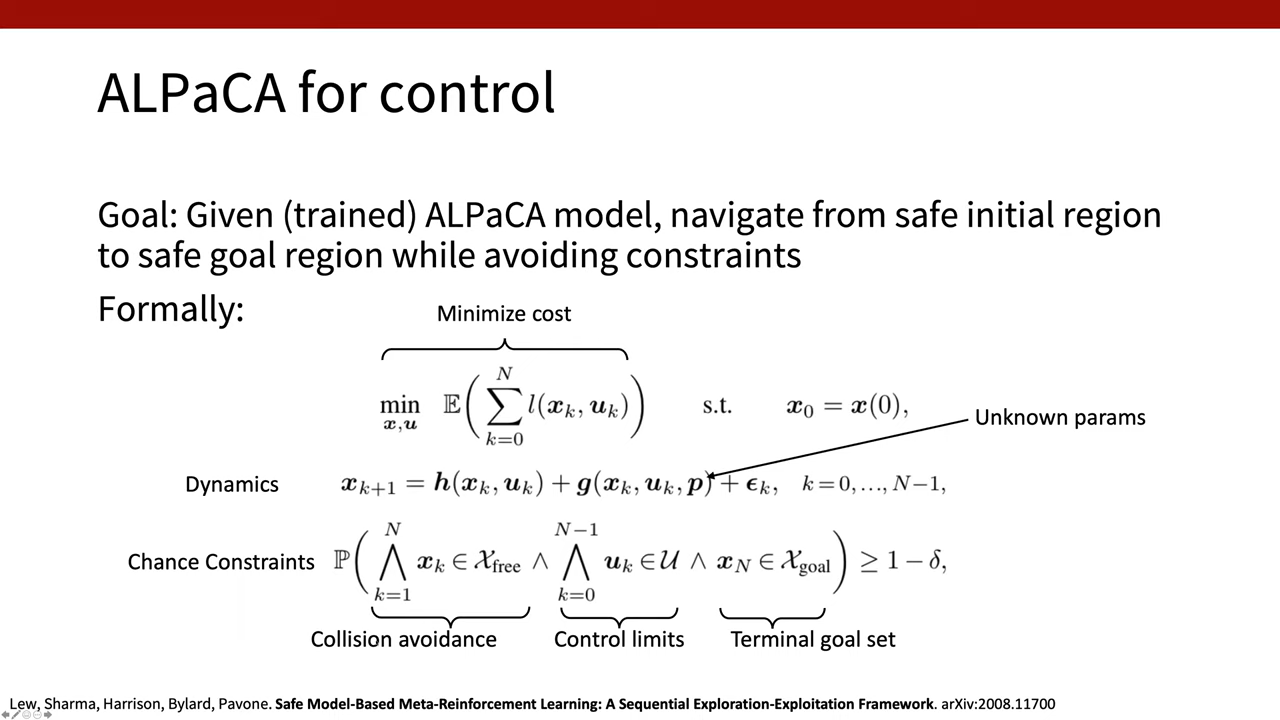 ALPaCA for control
Goal: Given (trained) ALPaCA model, navigate from safe initial region
to safe goal region while avoiding constraints
Formally:
Minimize cost
min x,u 𝔼( ∑ k=0 N l(x_k, u_k) ) s.t. x_0 = x(0),
Unknown params
Dynamics x_{k+1} = h(x_k, u_k) + g(x_k, u_k, p) + ϵ_k, k=0,…,N−1,
Chance Constraints ℙ( ⋀ k=1 N x_k ∈ 𝒳_free ∧ ⋀ k=0 N−1 u_k ∈ 𝒰 ∧ x_N ∈ 𝒳_goal ) ≥ 1 − δ,
Collision avoidance Control limits Terminal goal set
Lew, Sharma, Harrison, Bylard, Pavone. Safe Model-Based Meta-Reinforcement Learning: A Sequential Exploration-Exploitation Framework. arXiv:2008.11700